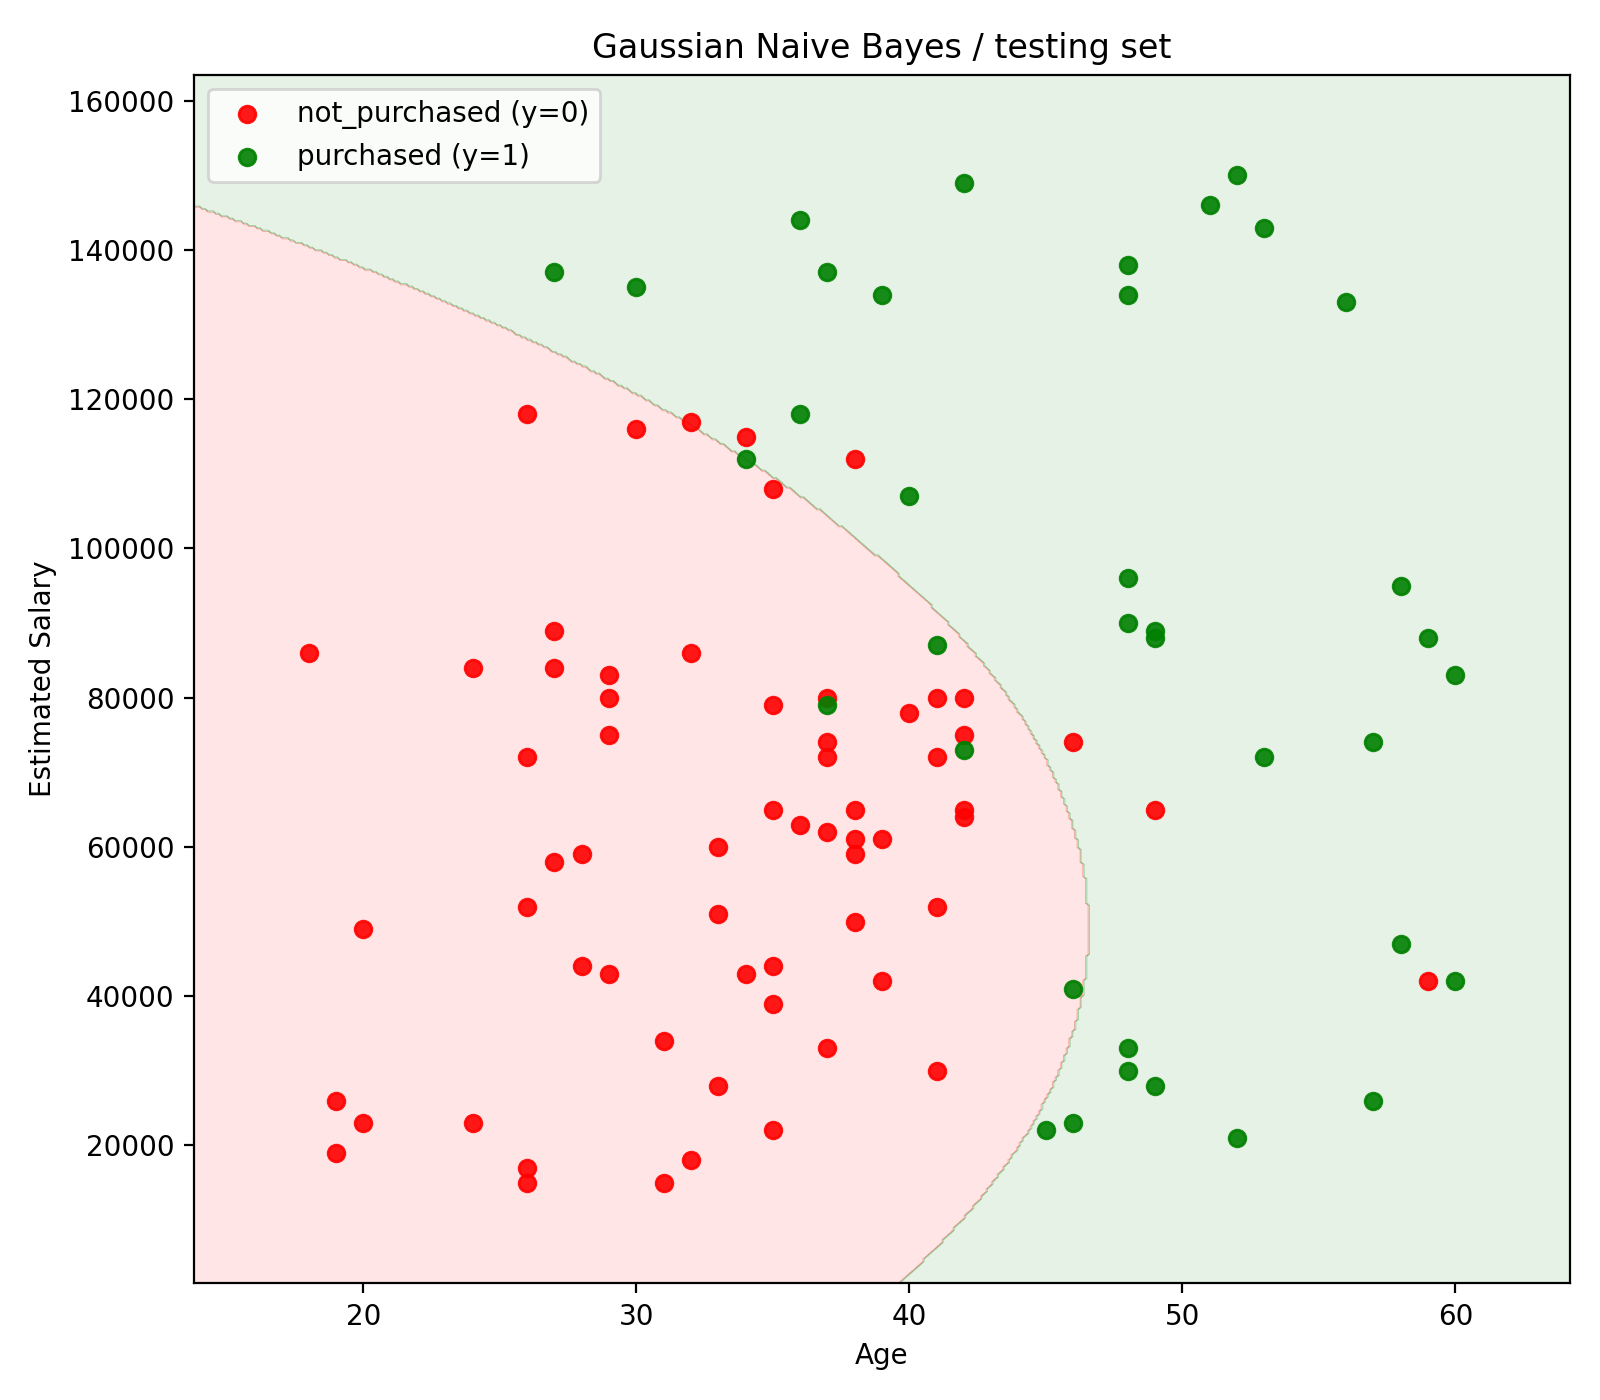 Gaussian Naive Bayes / testing set
not_purchased (y=0)
purchased (y=1)
160000
140000
120000
100000
80000
60000
40000
20000
Estimated Salary
20 30 40 50 60
Age